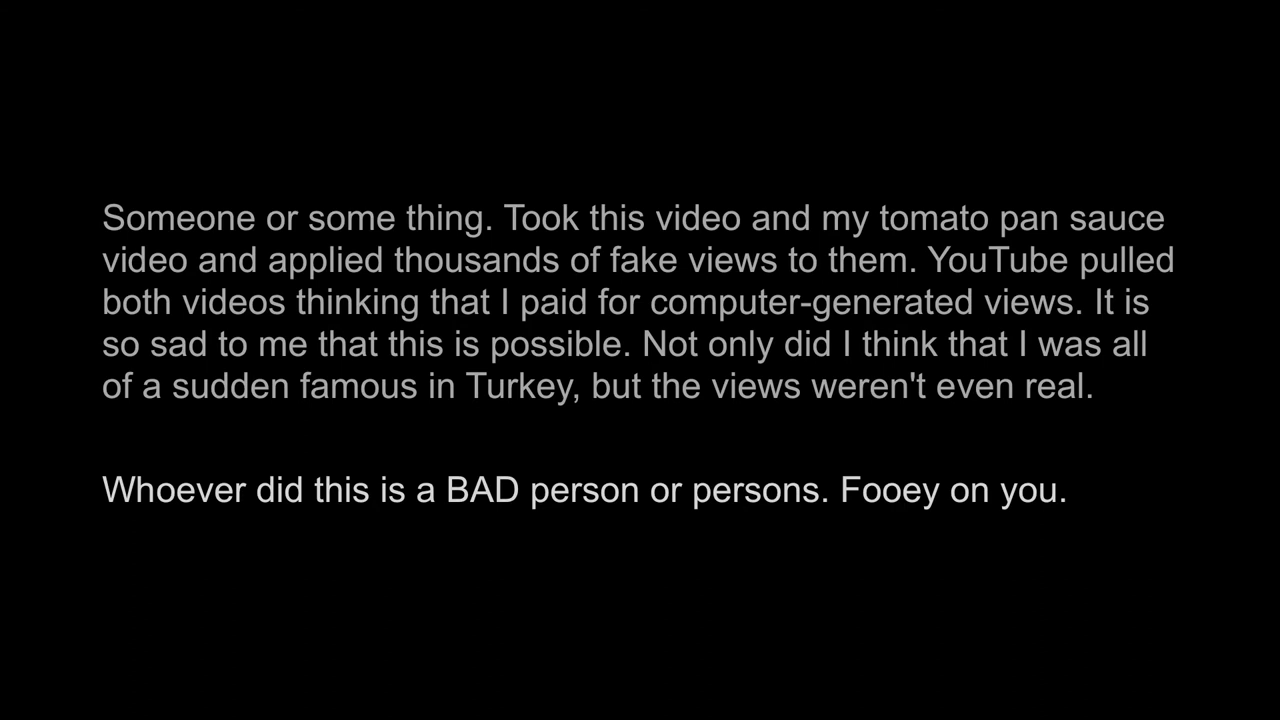 Someone or some thing. Took this video and my tomato pan sauce
video and applied thousands of fake views to them. YouTube pulled
both videos thinking that I paid for computer-generated views. It is
so sad to me that this is possible. Not only did I think that I was all
of a sudden famous in Turkey, but the views weren't even real.
Whoever did this is a BAD person or persons. Fooey on you.